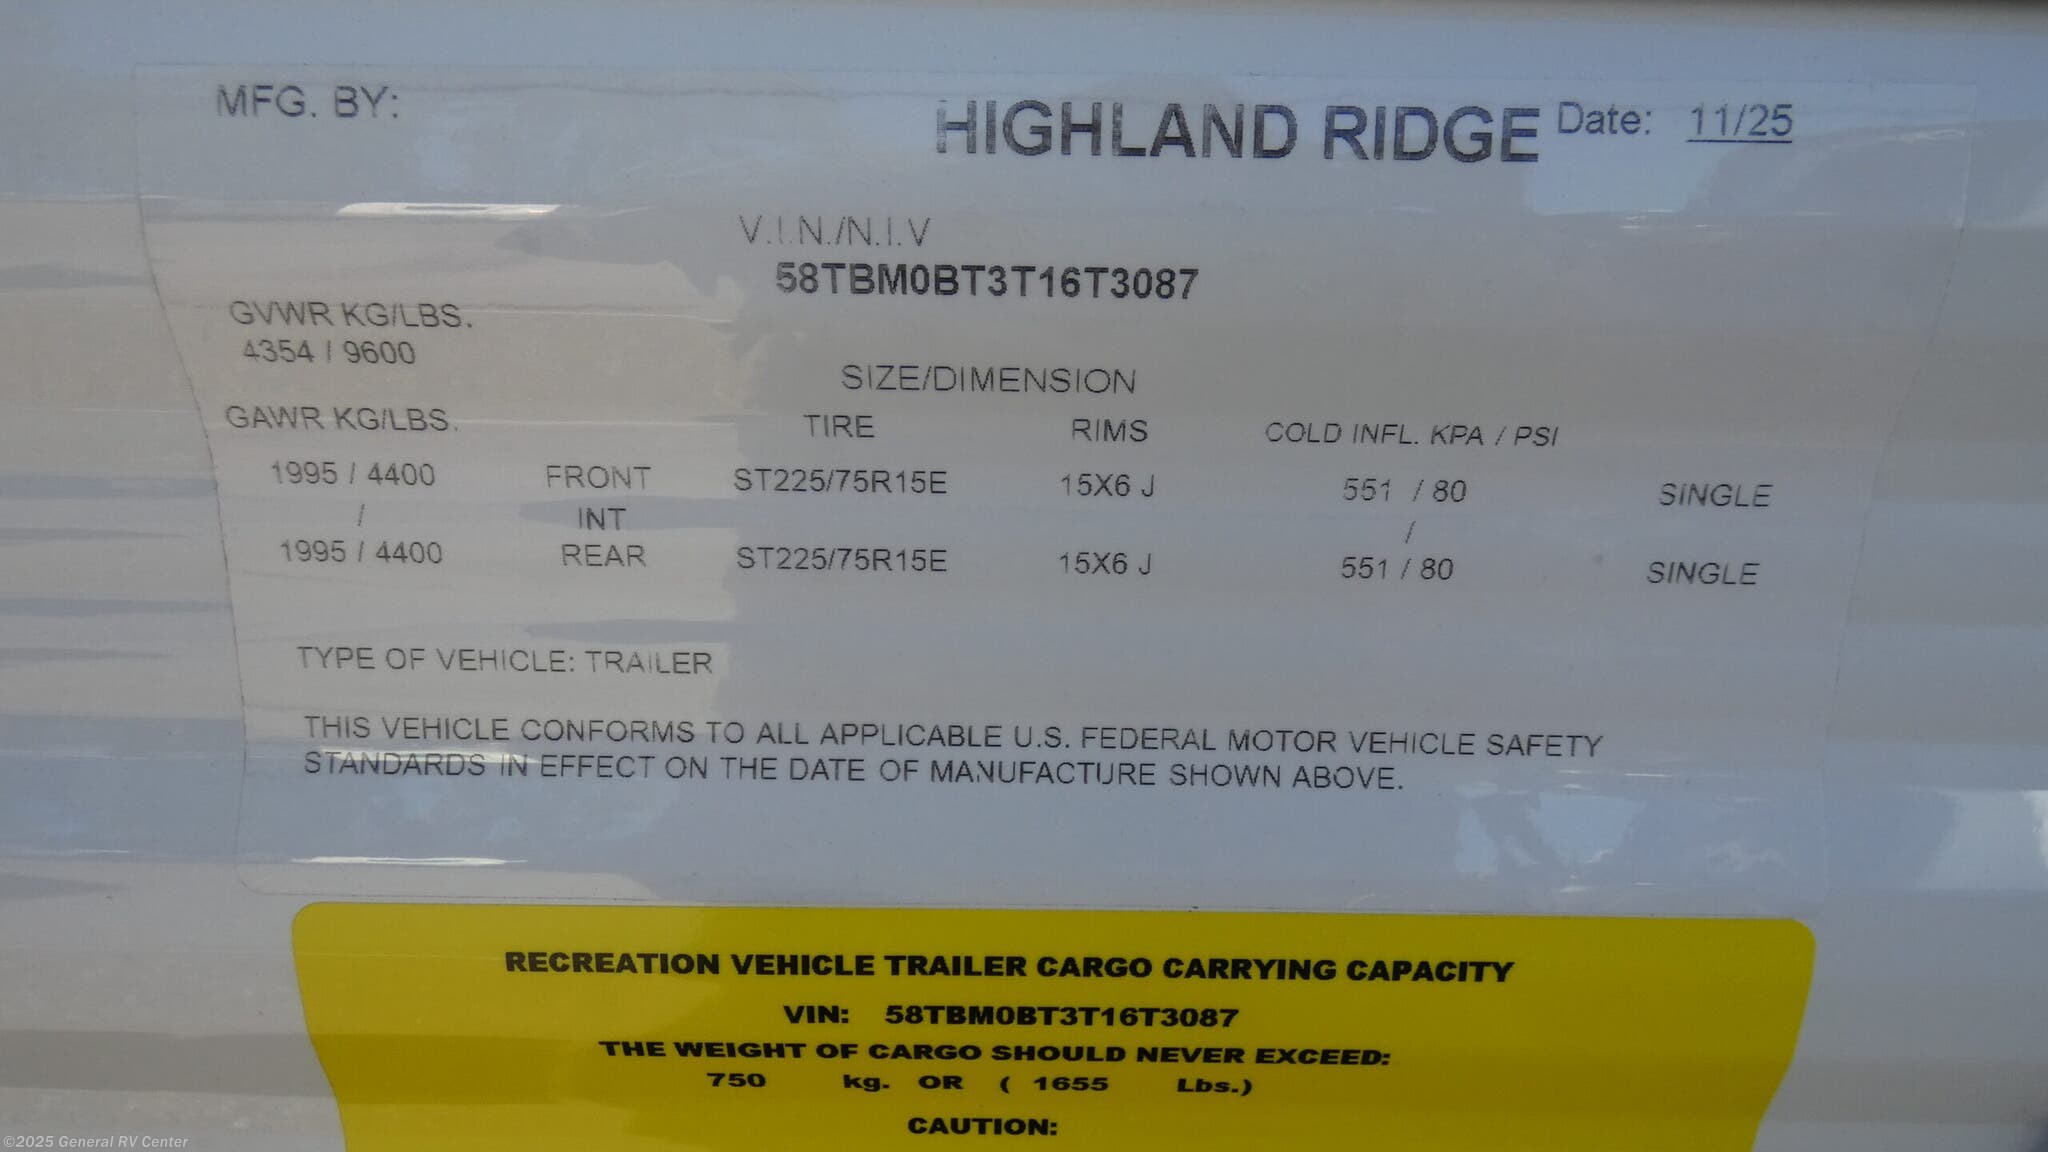 MFG. BY: HIGHLAND RIDGE Date: 11/25
V.I.N./N.I.V
58TBM0BT3T16T3087
GVWR KG/LBS.
4354 / 9600
SIZE/DIMENSION
GAWR KG/LBS. TIRE RIMS COLD INFL. KPA / PSI
1995 / 4400 FRONT ST225/75R15E 15X6 J 551 / 80 SINGLE
/ INT /
1995 / 4400 REAR ST225/75R15E 15X6 J 551 / 80 SINGLE
TYPE OF VEHICLE: TRAILER
THIS VEHICLE CONFORMS TO ALL APPLICABLE U.S. FEDERAL MOTOR VEHICLE SAFETY
STANDARDS IN EFFECT ON THE DATE OF MANUFACTURE SHOWN ABOVE.
RECREATION VEHICLE TRAILER CARGO CARRYING CAPACITY
VIN: 58TBM0BT3T16T3087
THE WEIGHT OF CARGO SHOULD NEVER EXCEED:
750 kg. OR ( 1655 Lbs.)
CAUTION:
©2025 General RV Center